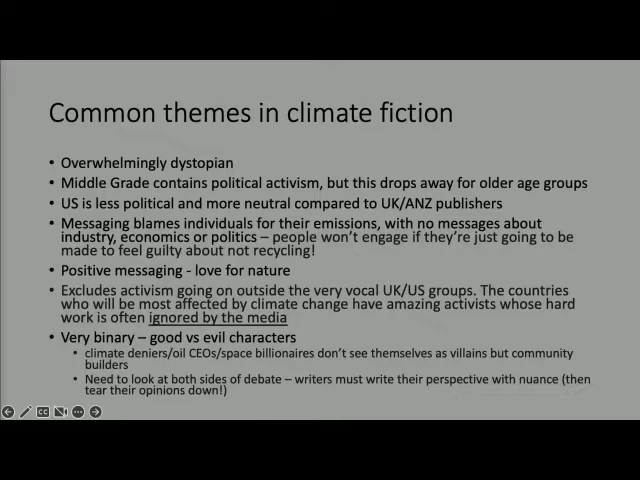 Common themes in climate fiction
• Overwhelmingly dystopian
• Middle Grade contains political activism, but this drops away for older age groups
• US is less political and more neutral compared to UK/ANZ publishers
• Messaging blames individuals for their emissions, with no messages about
industry, economics or politics – people won't engage if they're just going to be
made to feel guilty about not recycling!
• Positive messaging - love for nature
• Excludes activism going on outside the very vocal UK/US groups. The countries
who will be most affected by climate change have amazing activists whose hard
work is often ignored by the media
• Very binary – good vs evil characters
• climate deniers/oil CEOs/space billionaires don't see themselves as villains but community
builders
• Need to look at both sides of debate – writers must write their perspective with nuance (then
tear their opinions down!)
CC